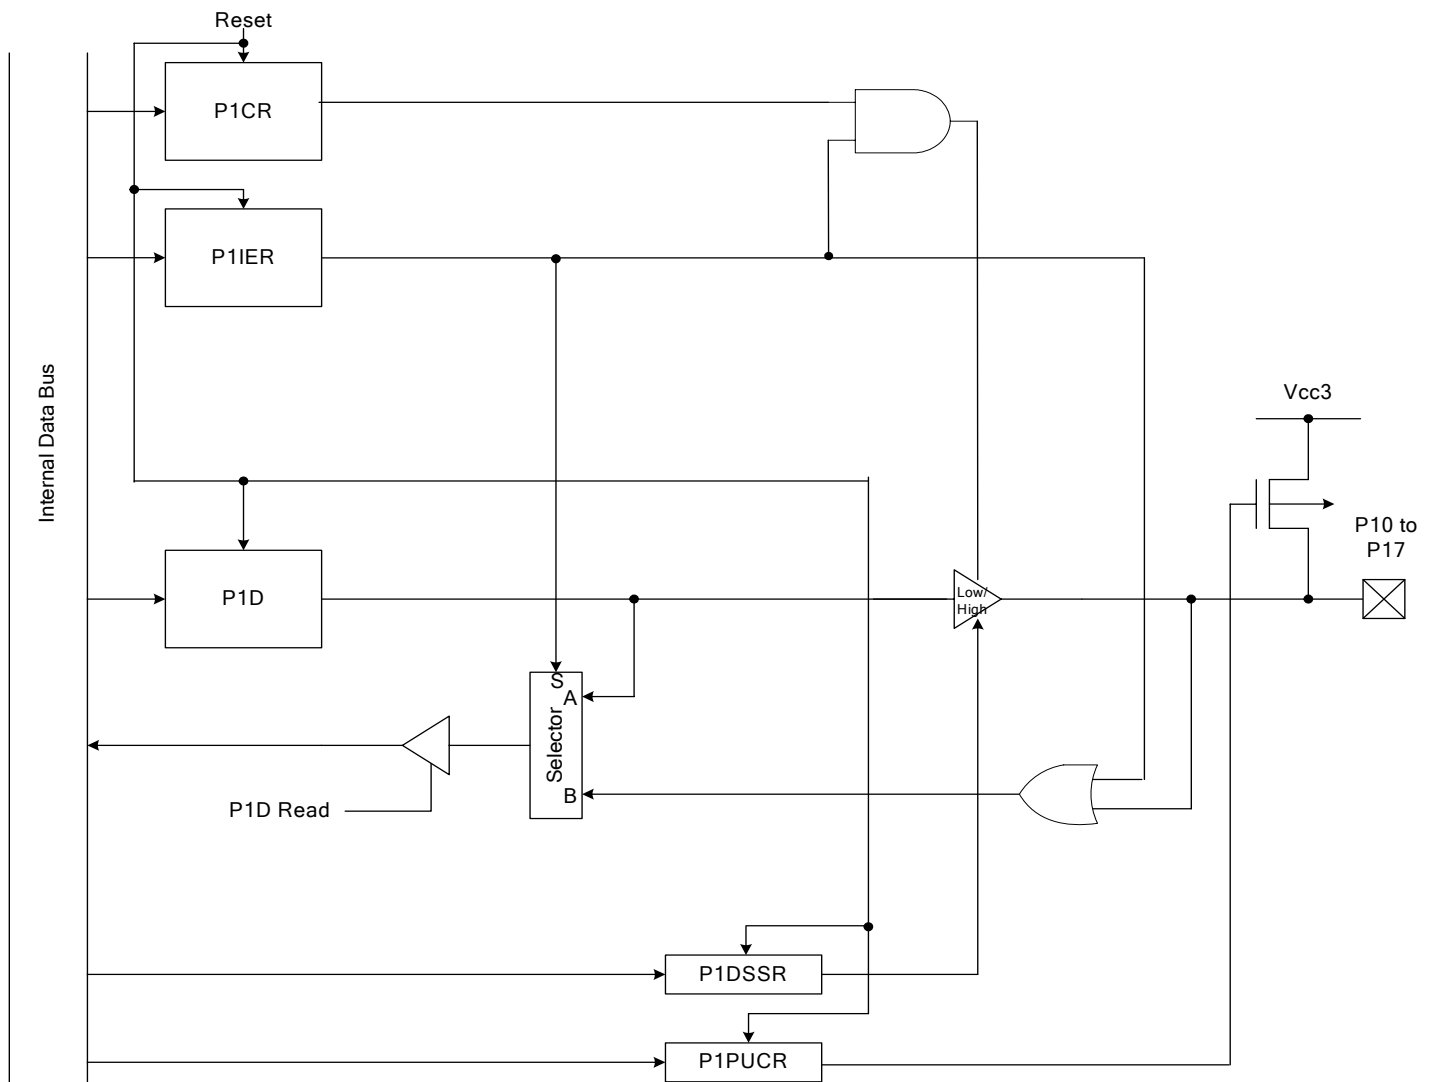 Reset
P1CR
P1IER
Internal Data Bus
Vcc3
P10 to
P17
P1D
Low/
High
S
A
Selector
B
P1D Read
P1DSSR
P1PUCR